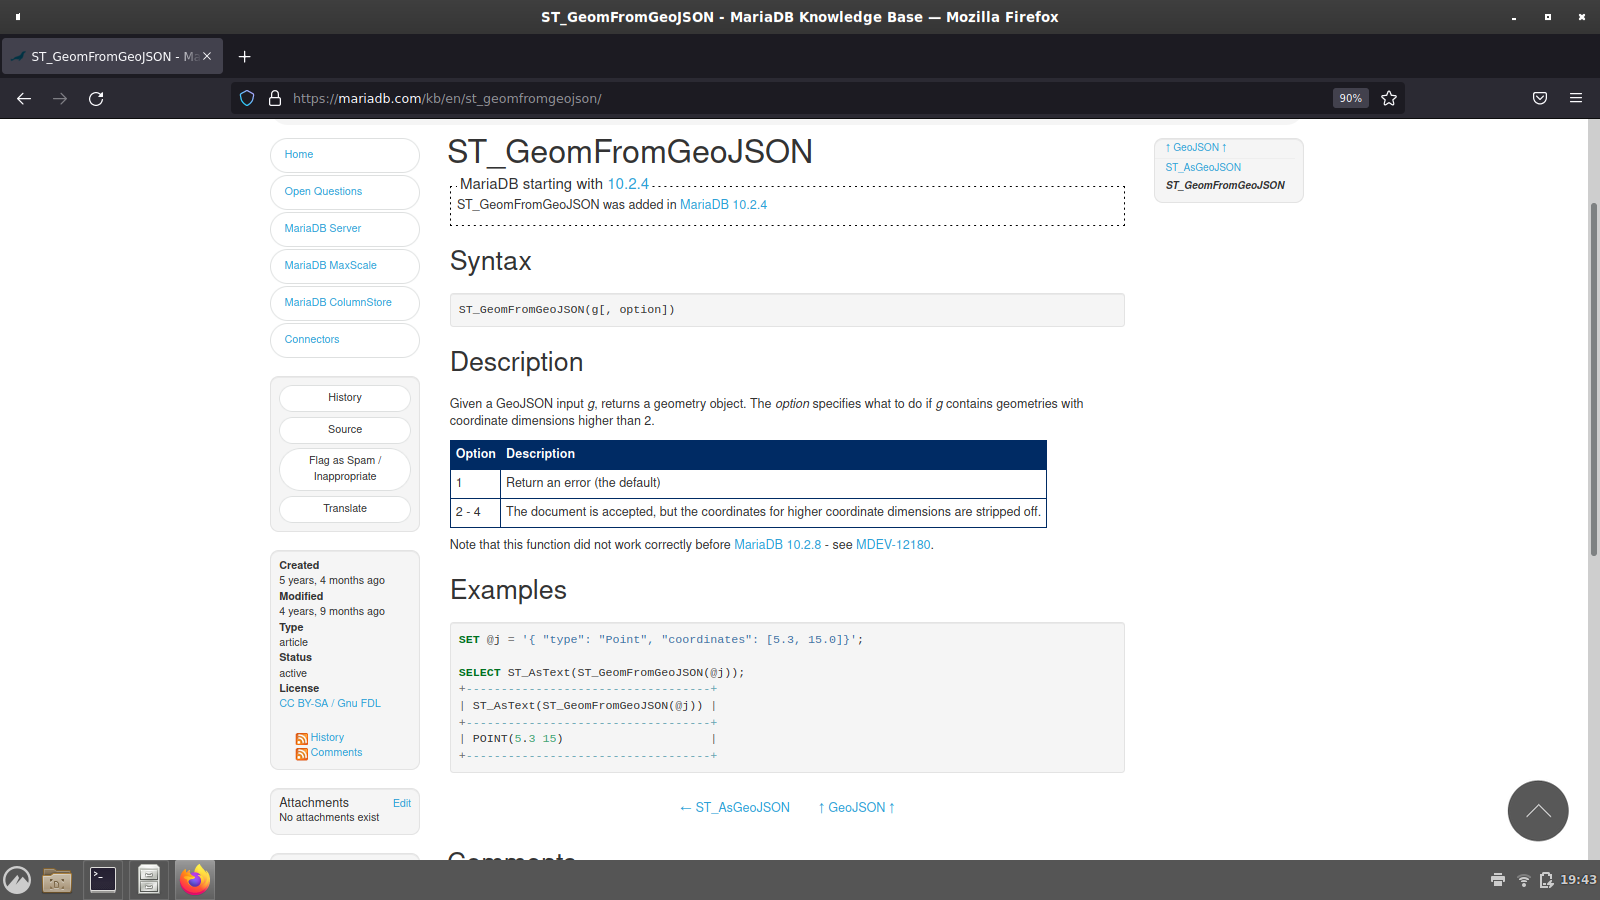 ST_GeomFromGeoJSON - MariaDB Knowledge Base — Mozilla Firefox
ST_GeomFromGeoJSON - Ma
https://mariadb.com/kb/en/st_geomfromgeojson/
90%
Home
Open Questions
MariaDB Server
MariaDB MaxScale
MariaDB ColumnStore
Connectors
History
Source
Flag as Spam /
Inappropriate
Translate
Created
5 years, 4 months ago
Modified
4 years, 9 months ago
Type
article
Status
active
License
CC BY-SA / Gnu FDL
History
Comments
Attachments Edit
No attachments exist
ST_GeomFromGeoJSON
MariaDB starting with 10.2.4
ST_GeomFromGeoJSON was added in MariaDB 10.2.4
Syntax
ST_GeomFromGeoJSON(g[, option])
Description
Given a GeoJSON input g, returns a geometry object. The option specifies what to do if g contains geometries with
coordinate dimensions higher than 2.
Option Description
1 Return an error (the default)
2 - 4 The document is accepted, but the coordinates for higher coordinate dimensions are stripped off.
Note that this function did not work correctly before MariaDB 10.2.8 - see MDEV-12180.
Examples
SET @j = '{ "type": "Point", "coordinates": [5.3, 15.0]}';
SELECT ST_AsText(ST_GeomFromGeoJSON(@j));
+-----------------------------------+
| ST_AsText(ST_GeomFromGeoJSON(@j)) |
+-----------------------------------+
| POINT(5.3 15)                     |
+-----------------------------------+
← ST_AsGeoJSON ↑ GeoJSON ↑
Comments
↑ GeoJSON ↑
ST_AsGeoJSON
ST_GeomFromGeoJSON
19:43